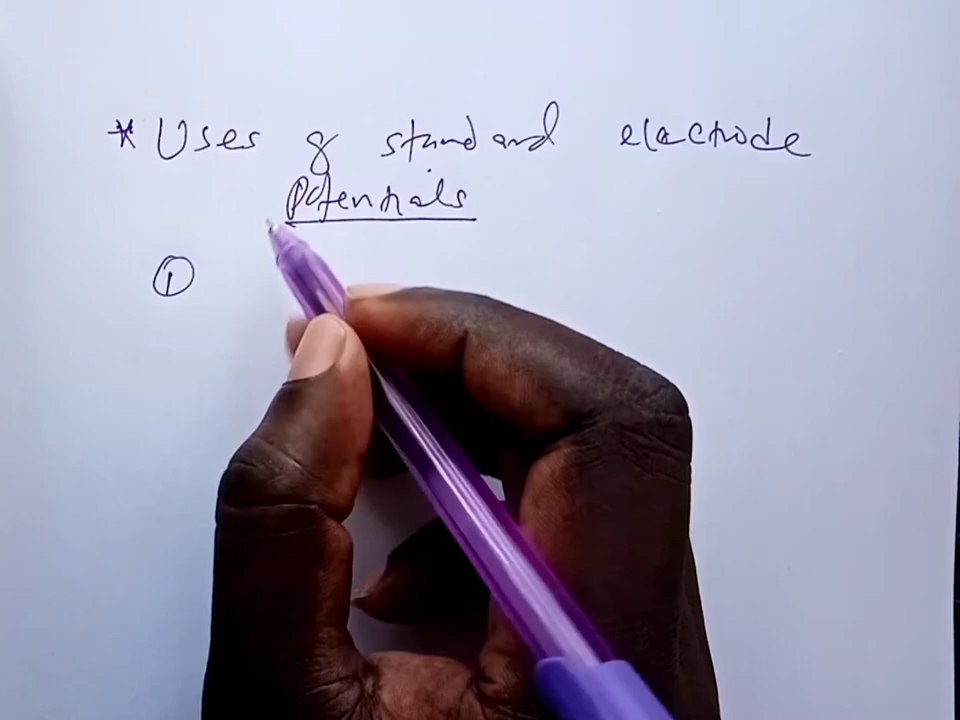 * Uses of standard electrode
Potentials
①